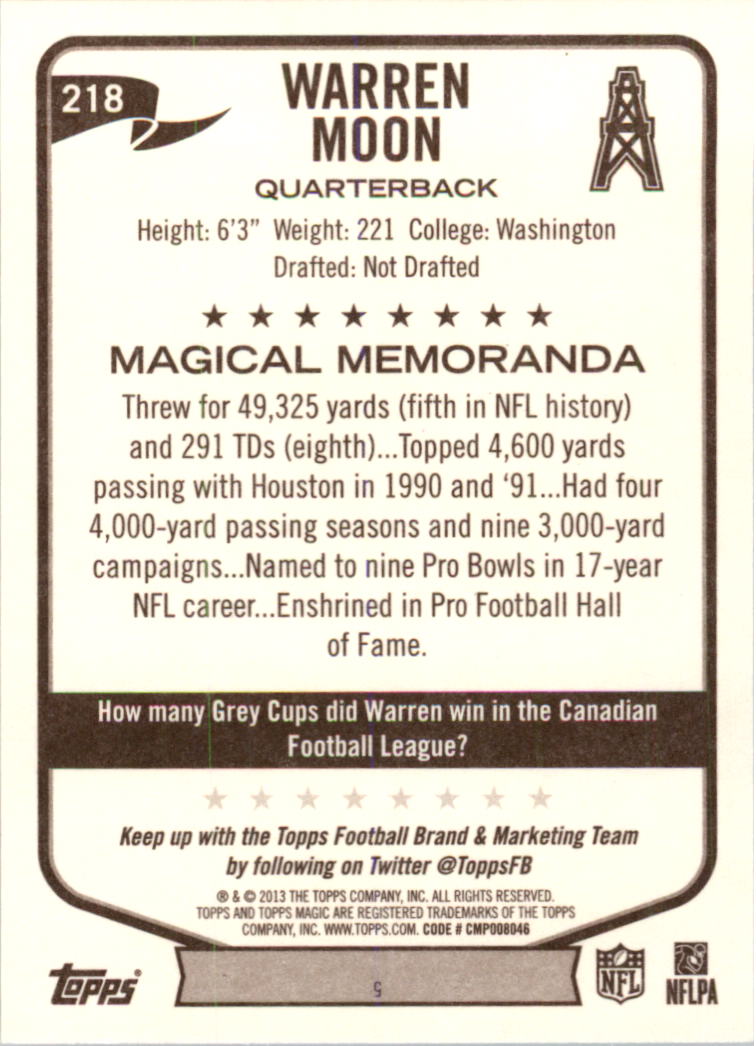 218
WARREN
MOON
QUARTERBACK
Height: 6'3" Weight: 221 College: Washington
Drafted: Not Drafted
MAGICAL MEMORANDA
Threw for 49,325 yards (fifth in NFL history)
and 291 TDs (eighth)...Topped 4,600 yards
passing with Houston in 1990 and '91...Had four
4,000-yard passing seasons and nine 3,000-yard
campaigns...Named to nine Pro Bowls in 17-year
NFL career...Enshrined in Pro Football Hall
of Fame.
How many Grey Cups did Warren win in the Canadian
Football League?
Keep up with the Topps Football Brand & Marketing Team
by following on Twitter @ToppsFB
® & © 2013 THE TOPPS COMPANY, INC. ALL RIGHTS RESERVED.
TOPPS AND TOPPS MAGIC ARE REGISTERED TRADEMARKS OF THE TOPPS
COMPANY, INC. WWW.TOPPS.COM. CODE # CMP008046
topps®
5
NFL
NFLPA